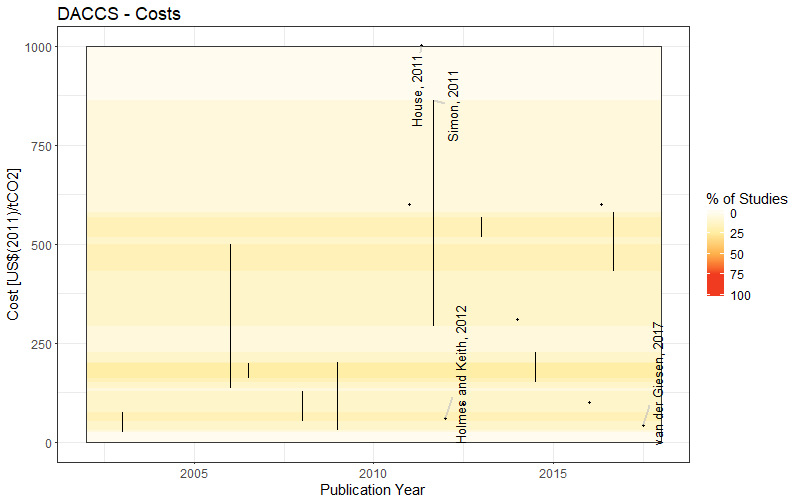 DACCS - Costs
Cost [US$(2011)/tCO2]
1000
750
500
250
0
House, 2011
Simon, 2011
Holmes and Keith, 2012
van der Giesen, 2017
2005
2010
2015
Publication Year
% of Studies
0
25
50
75
100